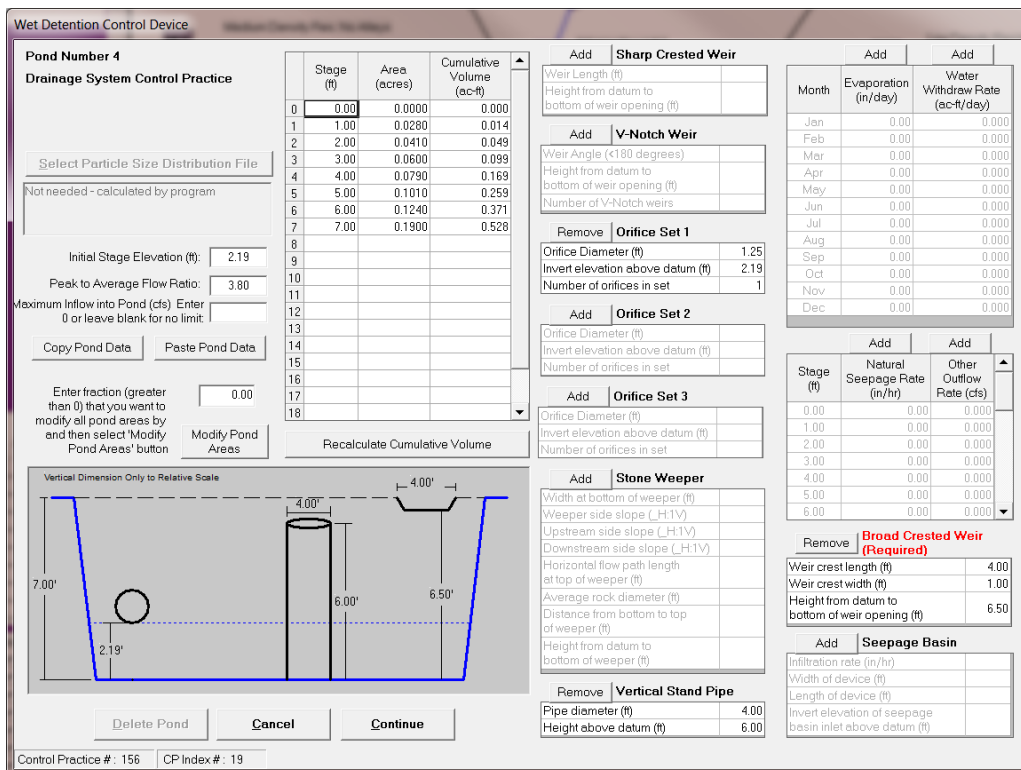 Wet Detention Control Device
Pond Number 4
Drainage System Control Practice
Select Particle Size Distribution File
Not needed - calculated by program
Initial Stage Elevation (ft): 2.19
Peak to Average Flow Ratio: 3.80
Maximum Inflow into Pond (cfs) Enter
0 or leave blank for no limit:
Copy Pond Data Paste Pond Data
Enter fraction (greater
than 0) that you want to
modify all pond areas by
and then select 'Modify
Pond Areas' button
0.00
Modify Pond
Areas
Stage
(ft)
Area
(acres)
Cumulative
Volume
(ac-ft)
0 0.00 0.0000 0.000
1 1.00 0.0280 0.014
2 2.00 0.0410 0.049
3 3.00 0.0600 0.099
4 4.00 0.0790 0.169
5 5.00 0.1010 0.259
6 6.00 0.1240 0.371
7 7.00 0.1900 0.528
8
9
10
11
12
13
14
15
16
17
18
Recalculate Cumulative Volume
Vertical Dimension Only to Relative Scale
4.00'
4.00'
7.00'
6.00'
6.50'
2.19'
Delete Pond Cancel Continue
Control Practice # : 156 CP Index # : 19
Add Sharp Crested Weir
Weir Length (ft)
Height from datum to
bottom of weir opening (ft)
Add V-Notch Weir
Weir Angle (<180 degrees)
Height from datum to
bottom of weir opening (ft)
Number of V-Notch weirs
Remove Orifice Set 1
Orifice Diameter (ft) 1.25
Invert elevation above datum (ft) 2.19
Number of orifices in set 1
Add Orifice Set 2
Orifice Diameter (ft)
Invert elevation above datum (ft)
Number of orifices in set
Add Orifice Set 3
Orifice Diameter (ft)
Invert elevation above datum (ft)
Number of orifices in set
Add Stone Weeper
Width at bottom of weeper (ft)
Weeper side slope (_H:1V)
Upstream side slope (_H:1V)
Downstream side slope (_H:1V)
Horizontal flow path length
at top of weeper (ft)
Average rock diameter (ft)
Distance from bottom to top
of weeper (ft)
Height from datum to
bottom of weeper (ft)
Remove Vertical Stand Pipe
Pipe diameter (ft) 4.00
Height above datum (ft) 6.00
Add Add
Month
Evaporation
(in/day)
Water
Withdraw Rate
(ac-ft/day)
Jan 0.00 0.000
Feb 0.00 0.000
Mar 0.00 0.000
Apr 0.00 0.000
May 0.00 0.000
Jun 0.00 0.000
Jul 0.00 0.000
Aug 0.00 0.000
Sep 0.00 0.000
Oct 0.00 0.000
Nov 0.00 0.000
Dec 0.00 0.000
Add Add
Stage
(ft)
Natural
Seepage Rate
(in/hr)
Other
Outflow
Rate (cfs)
0.00 0.00 0.000
1.00 0.00 0.000
2.00 0.00 0.000
3.00 0.00 0.000
4.00 0.00 0.000
5.00 0.00 0.000
6.00 0.00 0.000
Remove Broad Crested Weir
(Required)
Weir crest length (ft) 4.00
Weir crest width (ft) 1.00
Height from datum to
bottom of weir opening (ft) 6.50
Add Seepage Basin
Infiltration rate (in/hr)
Width of device (ft)
Length of device (ft)
Invert elevation of seepage
basin inlet above datum (ft)